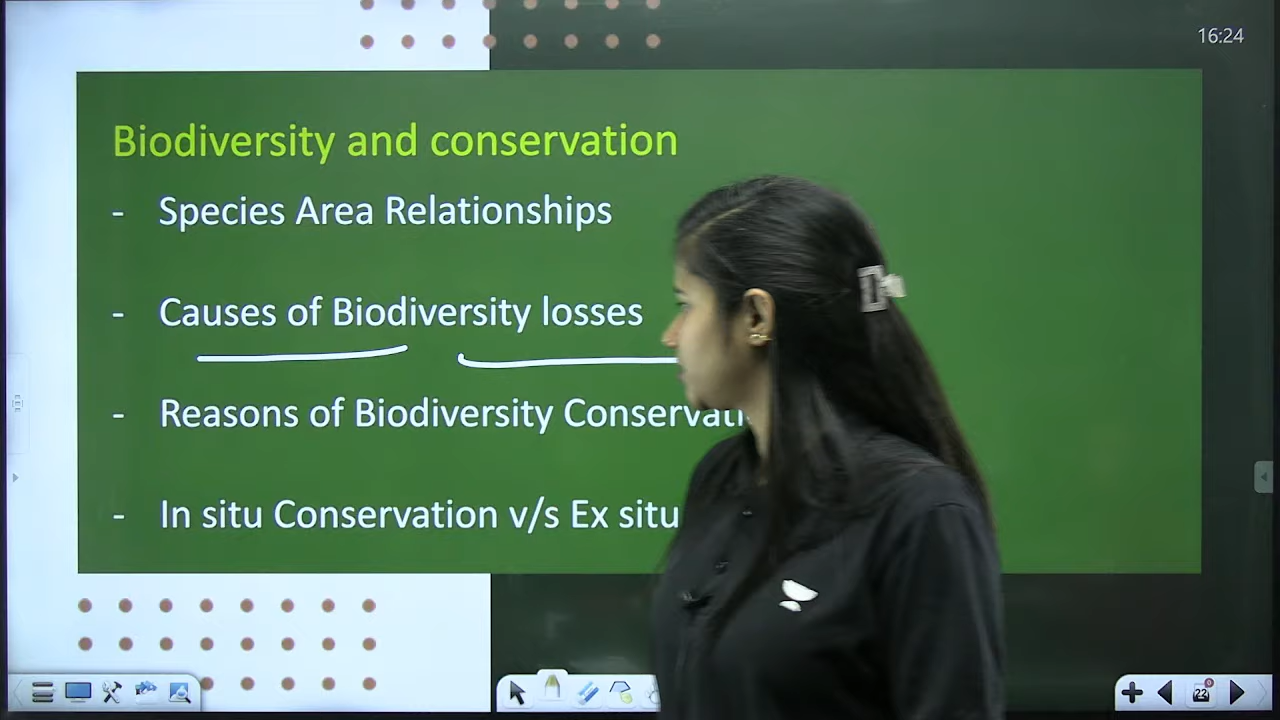 16:24
Biodiversity and conservation
- Species Area Relationships
- Causes of Biodiversity losses
- Reasons of Biodiversity
- In situ Conservation v/s Ex situ
22